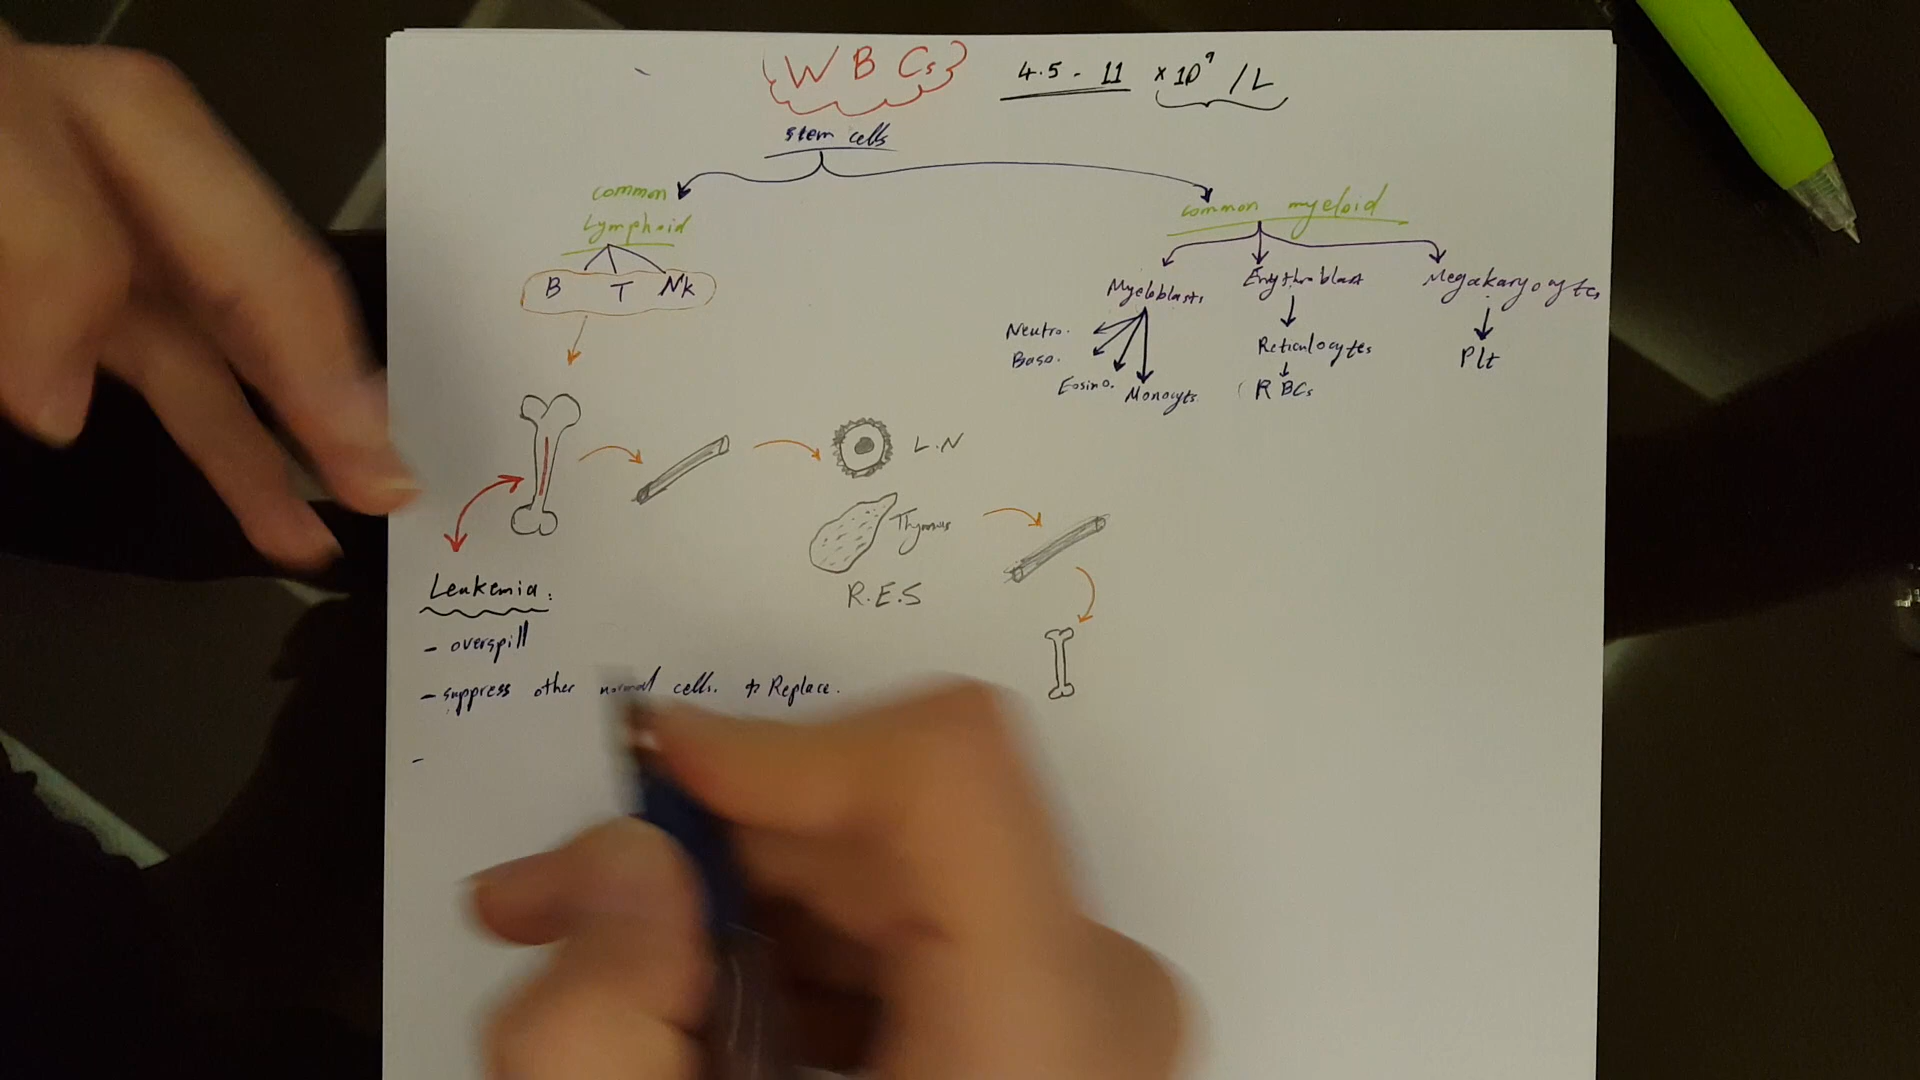 WBCs 4.5 - 11 ×10⁹ /L
stem cells
common
Lymphoid
common myeloid
B T NK
Myeloblasts Erythroblast Megakaryocytes
Neutro.
Baso.
Eosino. Monocyts
Reticulocytes
RBCs
Plt
L.N
Thymus
R.E.S
Leukemia:
- overspill
- suppress other normal cells. + Replace.
-